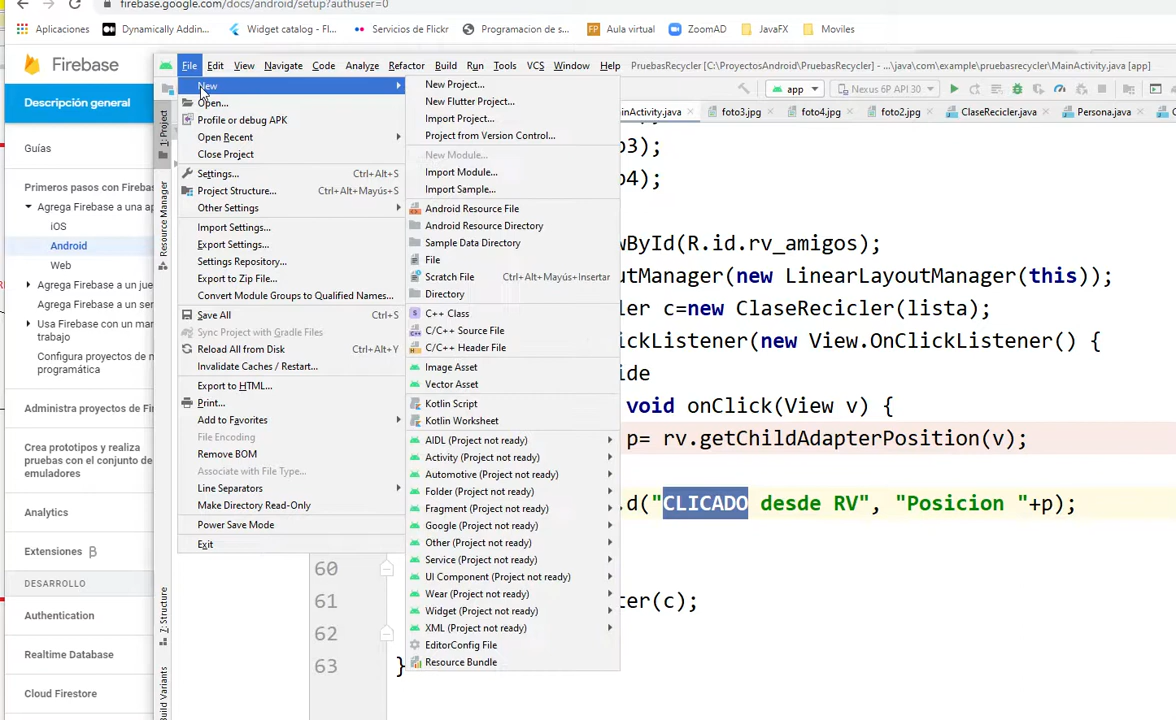 firebase.google.com/docs/android/setup?authuser=0
Aplicaciones
Dynamically Addin...
Widget catalog - Fl...
Servicios de Flickr
Programacion de s...
Aula virtual
ZoomAD
JavaFX
Moviles
Firebase
Descripción general
Guías
Primeros pasos con Firebas
Agrega Firebase a una ap
iOS
Android
Web
Agrega Firebase a un jue
Agrega Firebase a un ser
Usa Firebase con un mar
trabajo
Configura proyectos de m
programática
Administra proyectos de Fir
Crea prototipos y realiza
pruebas con el conjunto de
emuladores
Analytics
Extensiones β
DESARROLLO
Authentication
Realtime Database
Cloud Firestore
File Edit View Navigate Code Analyze Refactor Build Run Tools VCS Window Help PruebasRecycler [C:\ProyectosAndroid\PruebasRecycler] - ...\java\com\example\pruebasrecycler\MainActivity.java [app]
app
Nexus 6P API 30
1: Project
Resource Manager
7: Structure
Build Variants
New
Open...
Profile or debug APK
Open Recent
Close Project
Settings... Ctrl+Alt+S
Project Structure... Ctrl+Alt+Mayús+S
Other Settings
Import Settings...
Export Settings...
Settings Repository...
Export to Zip File...
Convert Module Groups to Qualified Names...
Save All Ctrl+S
Sync Project with Gradle Files
Reload All from Disk Ctrl+Alt+Y
Invalidate Caches / Restart...
Export to HTML...
Print...
Add to Favorites
File Encoding
Remove BOM
Associate with File Type...
Line Separators
Make Directory Read-Only
Power Save Mode
Exit
New Project...
New Flutter Project...
Import Project...
Project from Version Control...
New Module...
Import Module...
Import Sample...
Android Resource File
Android Resource Directory
Sample Data Directory
File
Scratch File Ctrl+Alt+Mayús+Insertar
Directory
C++ Class
C/C++ Source File
C/C++ Header File
Image Asset
Vector Asset
Kotlin Script
Kotlin Worksheet
AIDL (Project not ready)
Activity (Project not ready)
Automotive (Project not ready)
Folder (Project not ready)
Fragment (Project not ready)
Google (Project not ready)
Other (Project not ready)
Service (Project not ready)
UI Component (Project not ready)
Wear (Project not ready)
Widget (Project not ready)
XML (Project not ready)
EditorConfig File
Resource Bundle
inActivity.java foto3.jpg foto4.jpg foto2.jpg ClaseRecicler.java Persona.java
p3);
p4);
wById(R.id.rv_amigos);
utManager(new LinearLayoutManager(this));
ler c=new ClaseRecicler(lista);
ickListener(new View.OnClickListener() {
ide
void onClick(View v) {
p= rv.getChildAdapterPosition(v);
.d("CLICADO desde RV", "Posicion "+p);
60
61
ter(c);
62
63
}